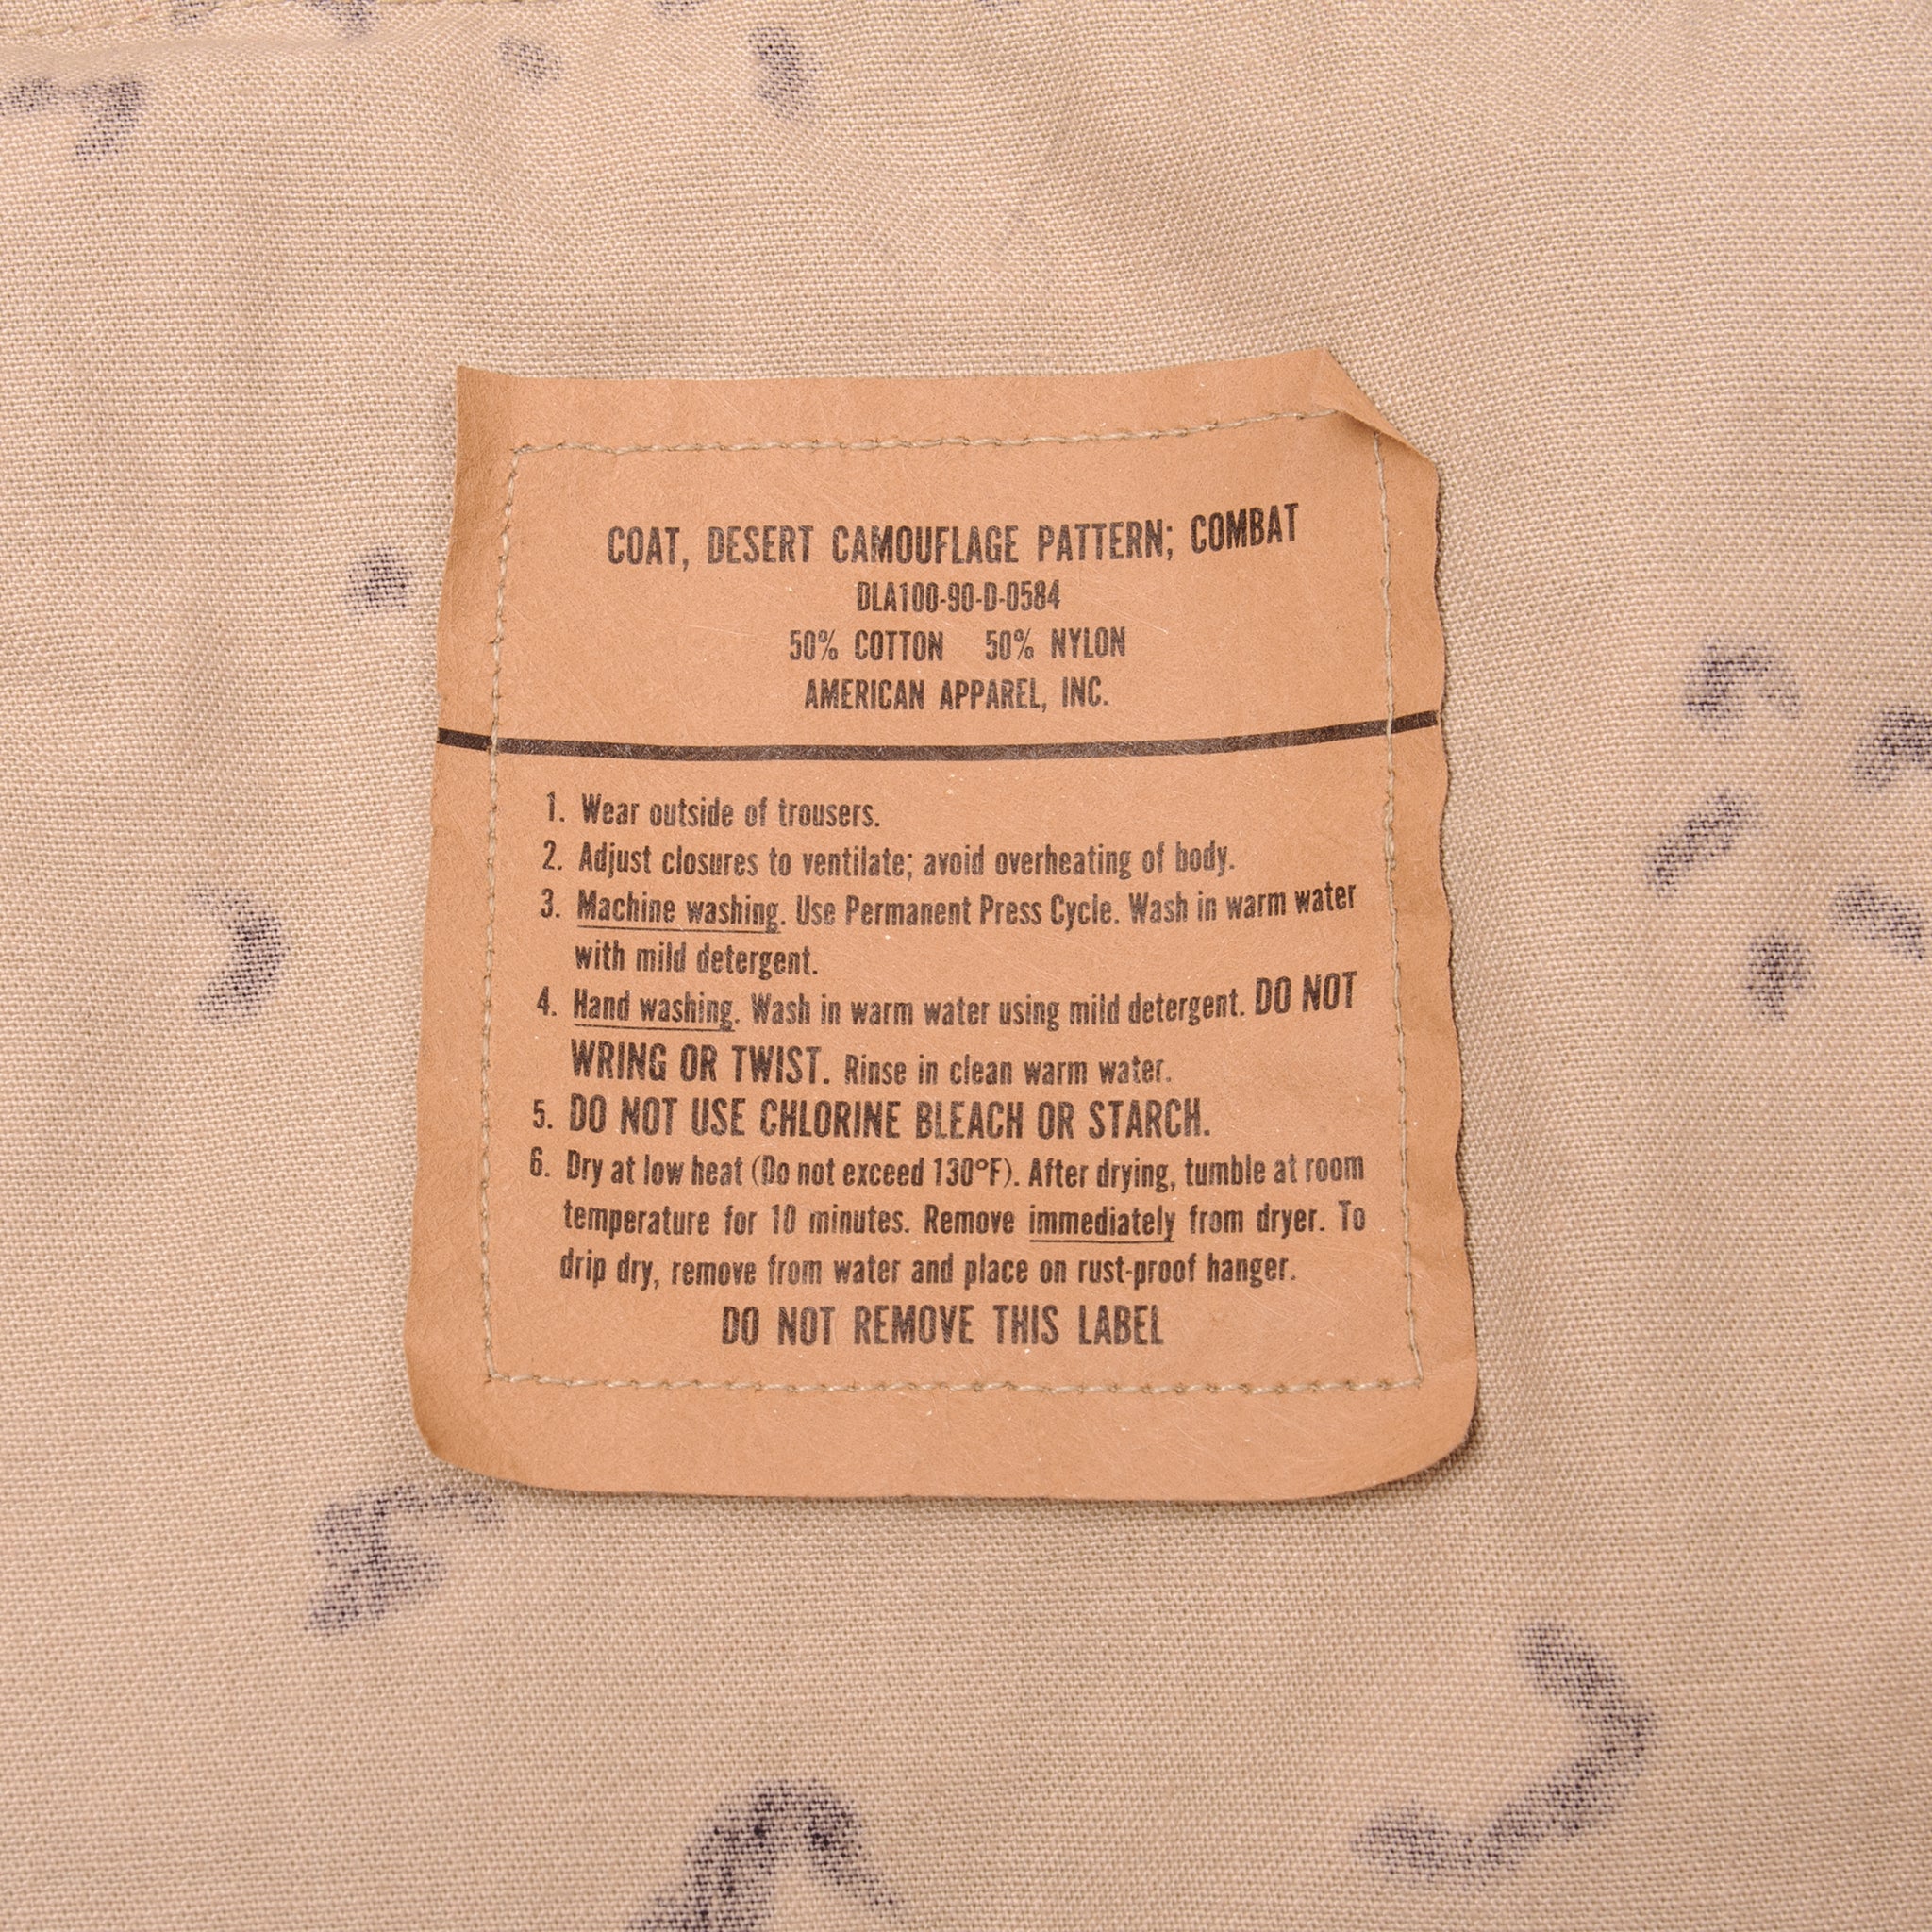 COAT, DESERT CAMOUFLAGE PATTERN; COMBAT
DLA100-90-D-0584
50% COTTON 50% NYLON
AMERICAN APPAREL, INC.
1. Wear outside of trousers.
2. Adjust closures to ventilate; avoid overheating of body.
3. Machine washing. Use Permanent Press Cycle. Wash in warm water
with mild detergent.
4. Hand washing. Wash in warm water using mild detergent. DO NOT
WRING OR TWIST. Rinse in clean warm water.
5. DO NOT USE CHLORINE BLEACH OR STARCH.
6. Dry at low heat (Do not exceed 130°F). After drying, tumble at room
temperature for 10 minutes. Remove immediately from dryer. To
drip dry, remove from water and place on rust-proof hanger.
DO NOT REMOVE THIS LABEL